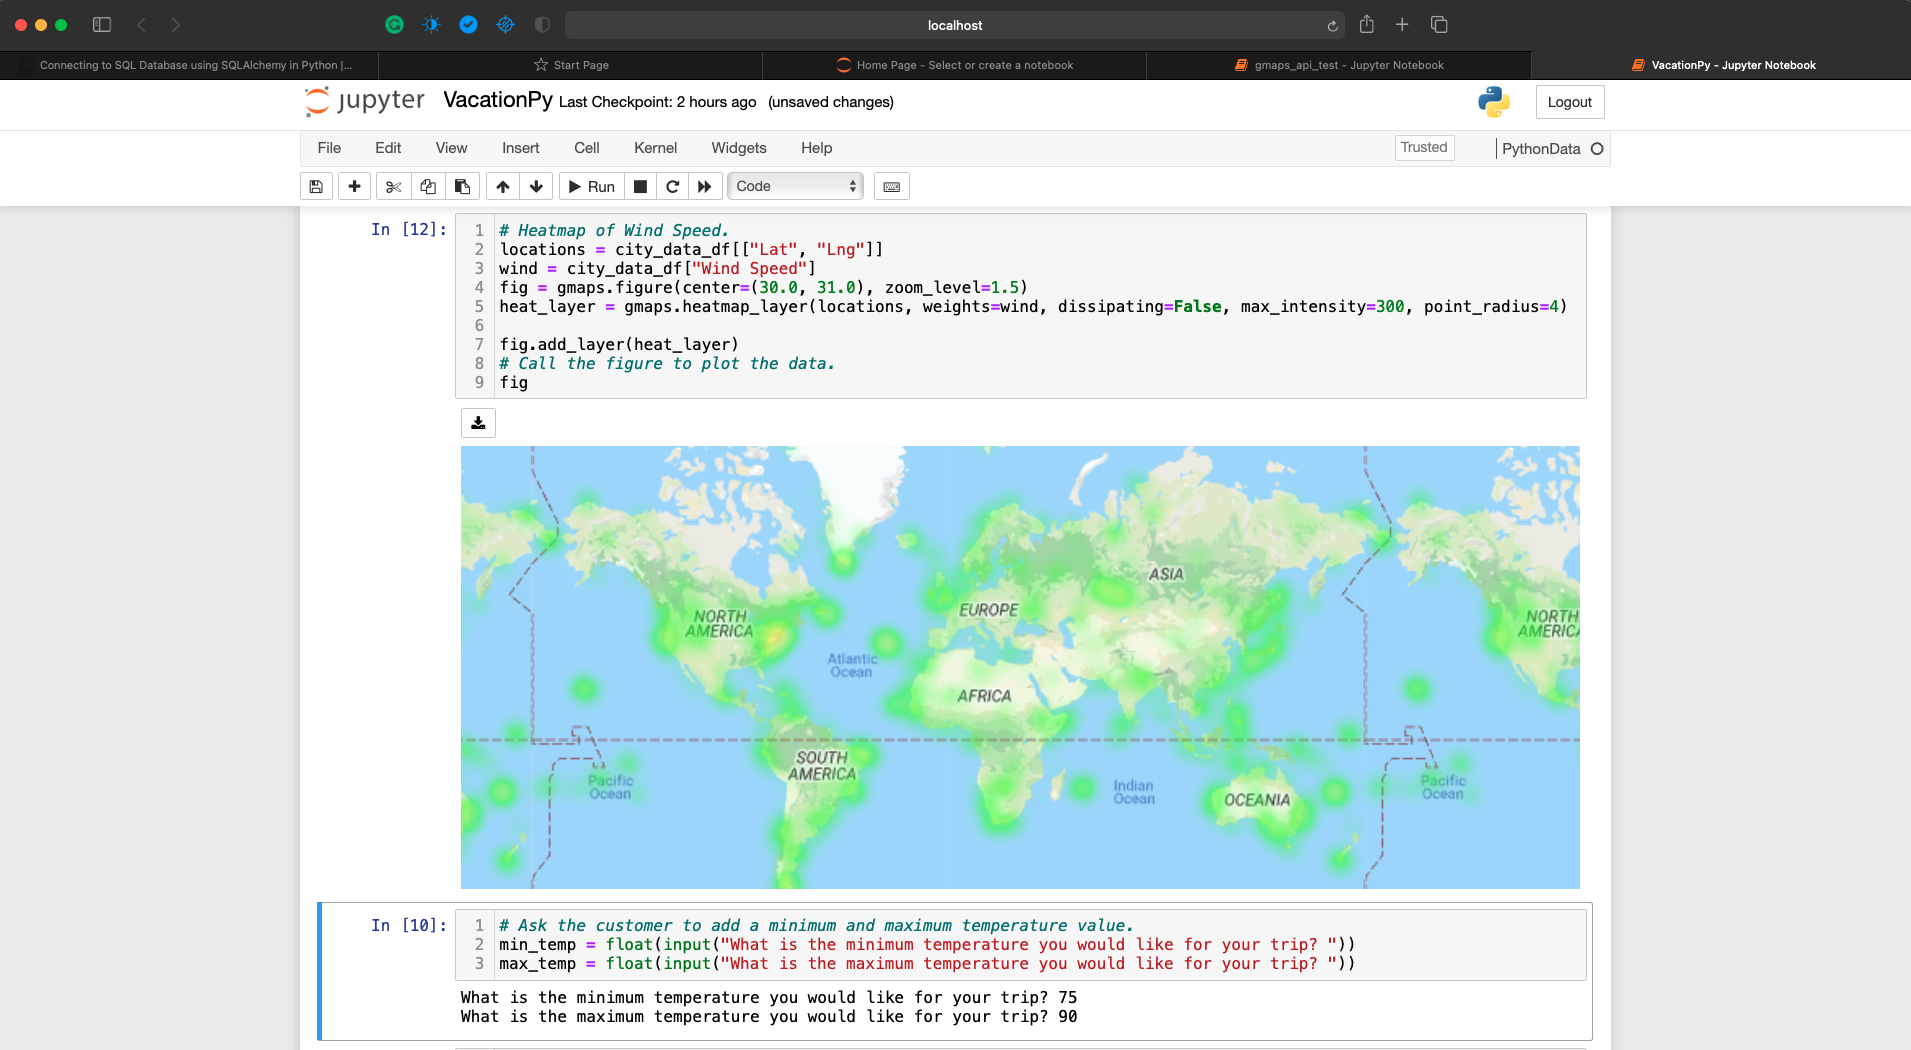 localhost
Connecting to SQL Database using SQLAlchemy in Python |...
Start Page
Home Page - Select or create a notebook
gmaps_api_test - Jupyter Notebook
VacationPy - Jupyter Notebook
jupyter VacationPy Last Checkpoint: 2 hours ago (unsaved changes)
Logout
File Edit View Insert Cell Kernel Widgets Help
Trusted
PythonData
Run
Code
In [12]:
1 # Heatmap of Wind Speed.
2 locations = city_data_df[["Lat", "Lng"]]
3 wind = city_data_df["Wind Speed"]
4 fig = gmaps.figure(center=(30.0, 31.0), zoom_level=1.5)
5 heat_layer = gmaps.heatmap_layer(locations, weights=wind, dissipating=False, max_intensity=300, point_radius=4)
6
7 fig.add_layer(heat_layer)
8 # Call the figure to plot the data.
9 fig
ASIA
EUROPE
NORTH
AMERICA
NORTH
AMERICA
Atlantic
Ocean
AFRICA
SOUTH
AMERICA
Pacific
Ocean
Indian
Ocean
OCEANIA
Pacific
Ocean
In [10]:
1 # Ask the customer to add a minimum and maximum temperature value.
2 min_temp = float(input("What is the minimum temperature you would like for your trip? "))
3 max_temp = float(input("What is the maximum temperature you would like for your trip? "))
What is the minimum temperature you would like for your trip? 75
What is the maximum temperature you would like for your trip? 90